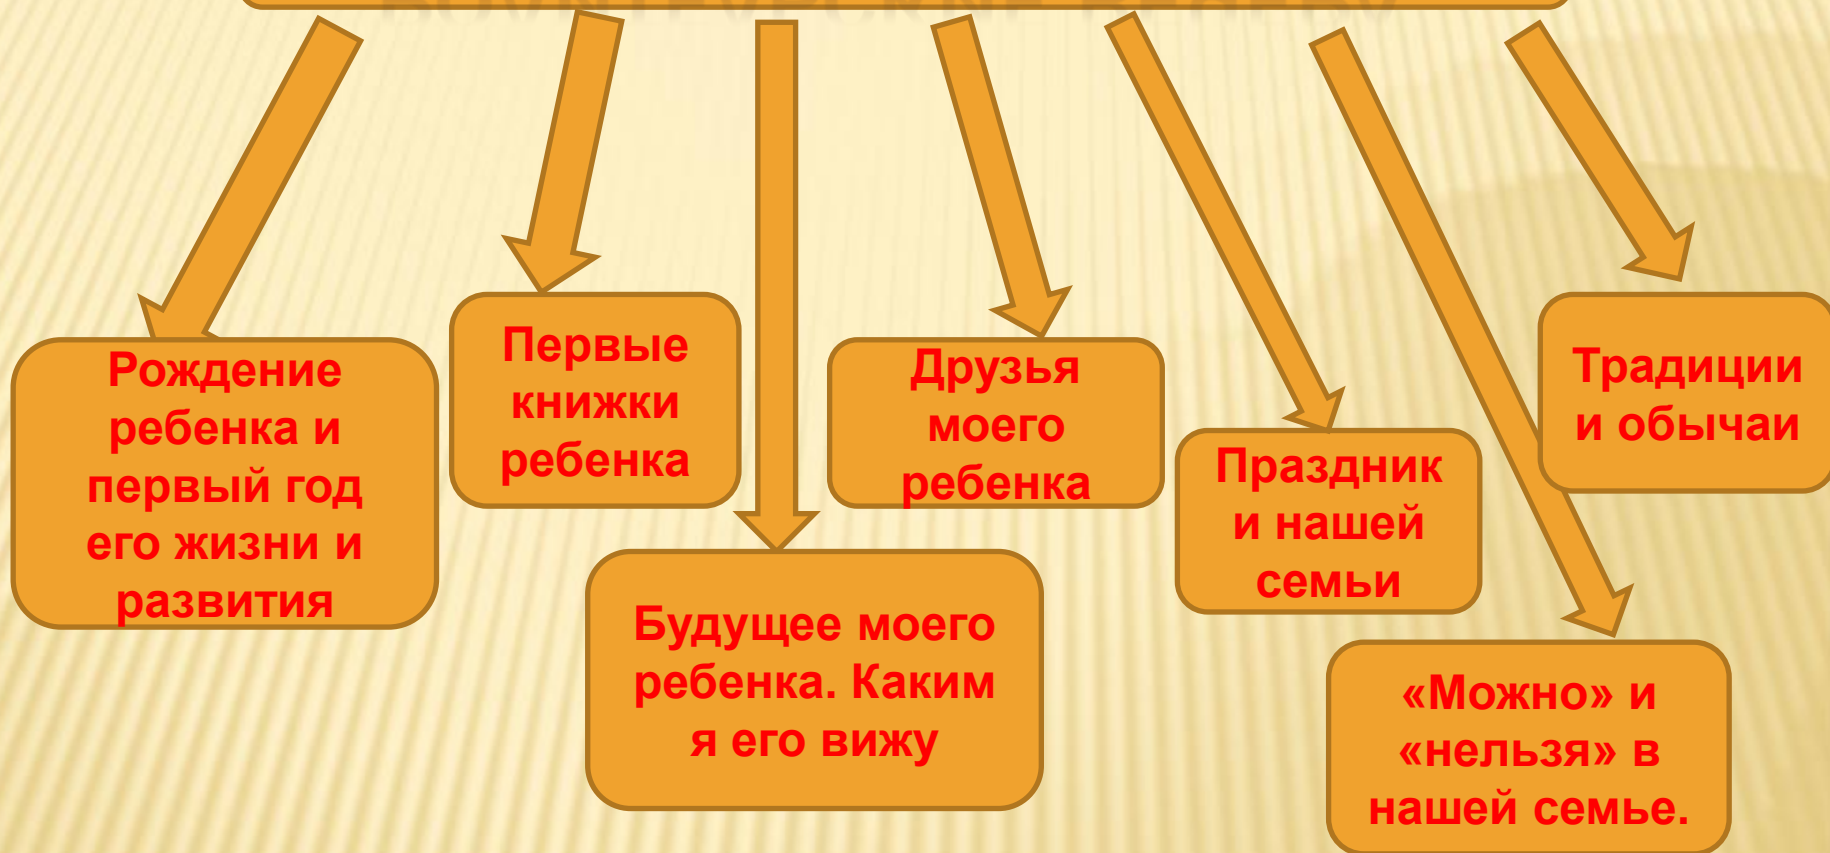 Рождение
ребенка и
первый год
его жизни и
развития
Первые
книжки
ребенка
Будущее моего
ребенка. Каким
я его вижу
Друзья
моего
ребенка
Праздник
и нашей
семьи
«Можно» и
«нельзя» в
нашей семье.
Традиции
и обычаи